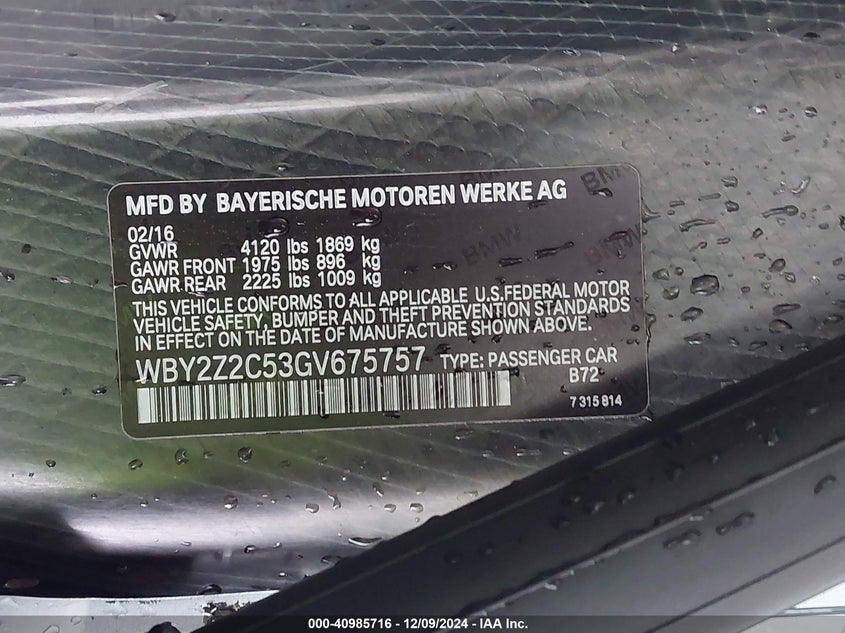 MFD BY BAYERISCHE MOTOREN WERKE AG
02/16
GVWR 4120 lbs 1869 kg
GAWR FRONT 1975 lbs 896 kg
GAWR REAR 2225 lbs 1009 kg
THIS VEHICLE CONFORMS TO ALL APPLICABLE U.S.FEDERAL MOTOR
VEHICLE SAFETY, BUMPER AND THEFT PREVENTION STANDARDS
IN EFFECT ON THE DATE OF MANUFACTURE SHOWN ABOVE.
WBY2Z2C53GV675757 TYPE: PASSENGER CAR
B72
7 315 814
BMW
BMW
BMW
000-40985716 - 12/09/2024 - IAA Inc.